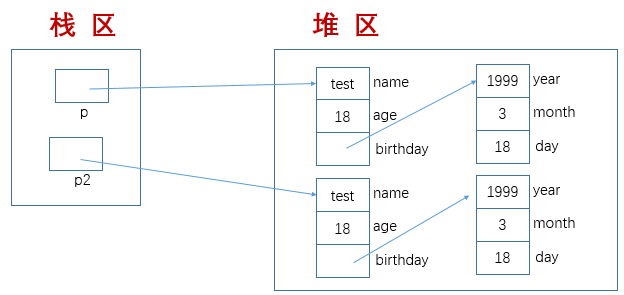 栈 区
堆 区
p
p2
test name
18 age
birthday
1999 year
3 month
18 day
test name
18 age
birthday
1999 year
3 month
18 day